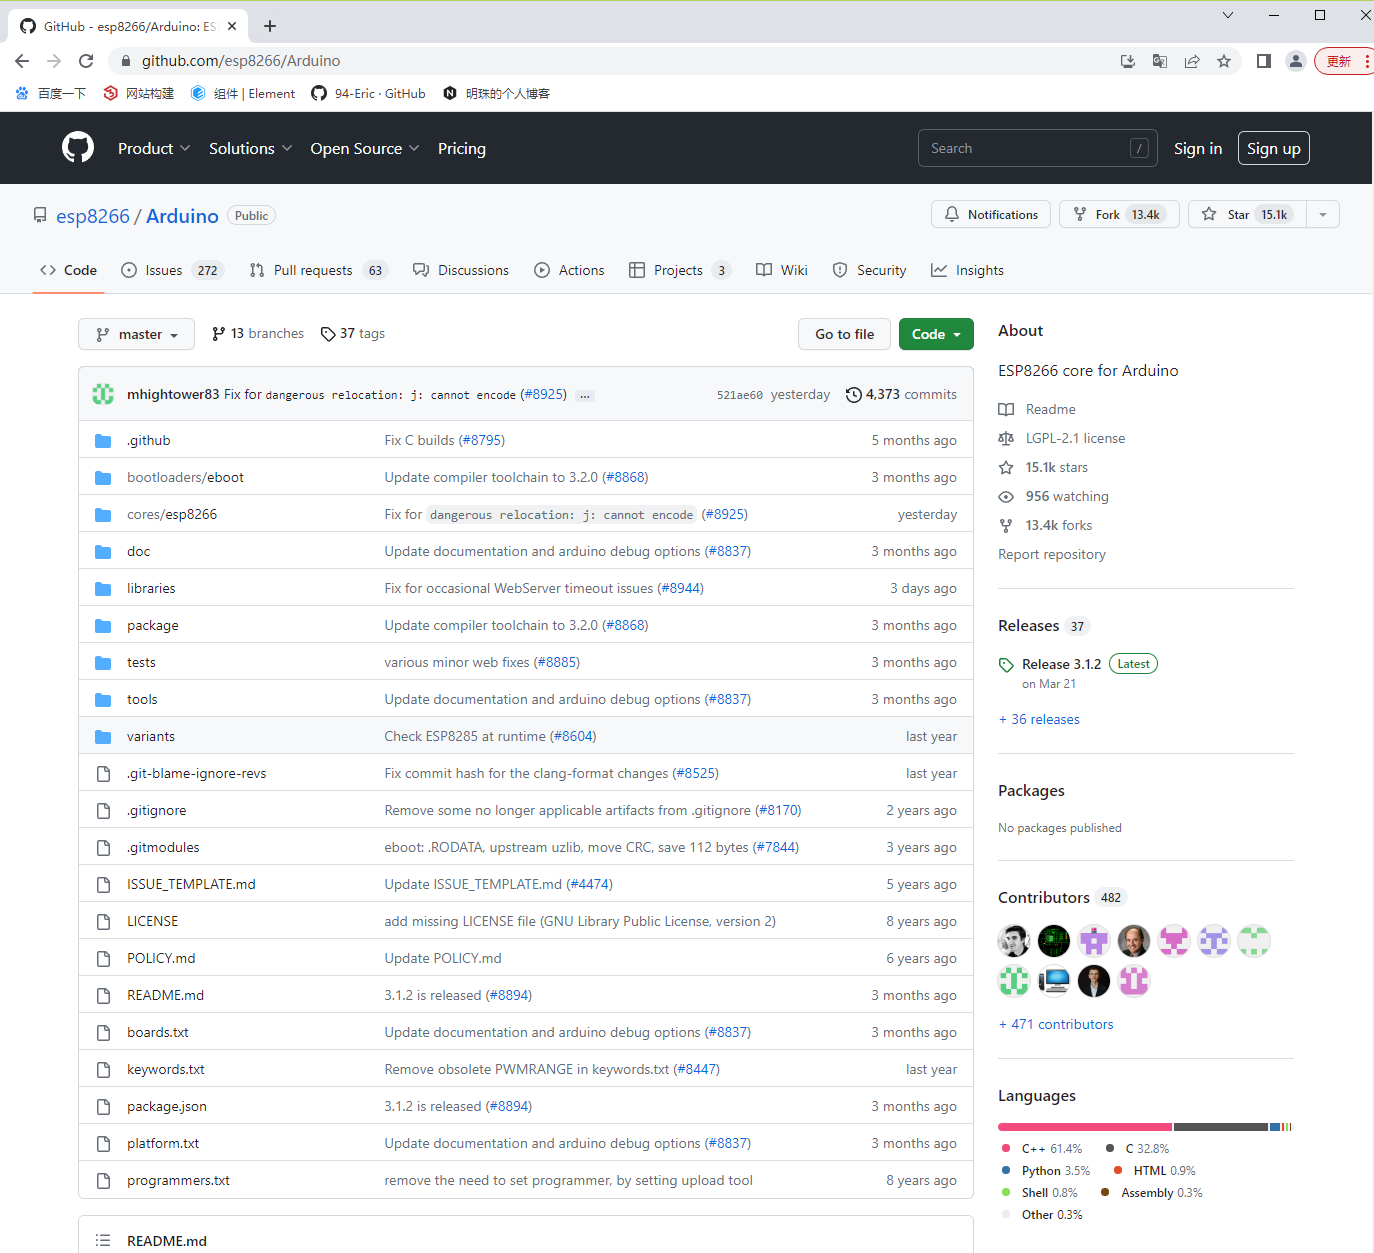 GitHub - esp8266/Arduino: ES
github.com/esp8266/Arduino
更新
百度一下 网站构建 组件 | Element 94-Eric · GitHub 明珠的个人博客
Product Solutions Open Source Pricing Search / Sign in Sign up
esp8266 / Arduino Public Notifications Fork 13.4k Star 15.1k
Code Issues 272 Pull requests 63 Discussions Actions Projects 3 Wiki Security Insights
master 13 branches 37 tags Go to file Code
mhightower83 Fix for dangerous relocation: j: cannot encode (#8925) ... 521ae60 yesterday 4,373 commits
.github Fix C builds (#8795) 5 months ago
bootloaders/eboot Update compiler toolchain to 3.2.0 (#8868) 3 months ago
cores/esp8266 Fix for dangerous relocation: j: cannot encode (#8925) yesterday
doc Update documentation and arduino debug options (#8837) 3 months ago
libraries Fix for occasional WebServer timeout issues (#8944) 3 days ago
package Update compiler toolchain to 3.2.0 (#8868) 3 months ago
tests various minor web fixes (#8885) 3 months ago
tools Update documentation and arduino debug options (#8837) 3 months ago
variants Check ESP8285 at runtime (#8604) last year
.git-blame-ignore-revs Fix commit hash for the clang-format changes (#8525) last year
.gitignore Remove some no longer applicable artifacts from .gitignore (#8170) 2 years ago
.gitmodules eboot: .RODATA, upstream uzlib, move CRC, save 112 bytes (#7844) 3 years ago
ISSUE_TEMPLATE.md Update ISSUE_TEMPLATE.md (#4474) 5 years ago
LICENSE add missing LICENSE file (GNU Library Public License, version 2) 8 years ago
POLICY.md Update POLICY.md 6 years ago
README.md 3.1.2 is released (#8894) 3 months ago
boards.txt Update documentation and arduino debug options (#8837) 3 months ago
keywords.txt Remove obsolete PWMRANGE in keywords.txt (#8447) last year
package.json 3.1.2 is released (#8894) 3 months ago
platform.txt Update documentation and arduino debug options (#8837) 3 months ago
programmers.txt remove the need to set programmer, by setting upload tool 8 years ago
README.md
About
ESP8266 core for Arduino
Readme
LGPL-2.1 license
15.1k stars
956 watching
13.4k forks
Report repository
Releases 37
Release 3.1.2 Latest
on Mar 21
+ 36 releases
Packages
No packages published
Contributors 482
+ 471 contributors
Languages
C++ 61.4% C 32.8%
Python 3.5% HTML 0.9%
Shell 0.8% Assembly 0.3%
Other 0.3%